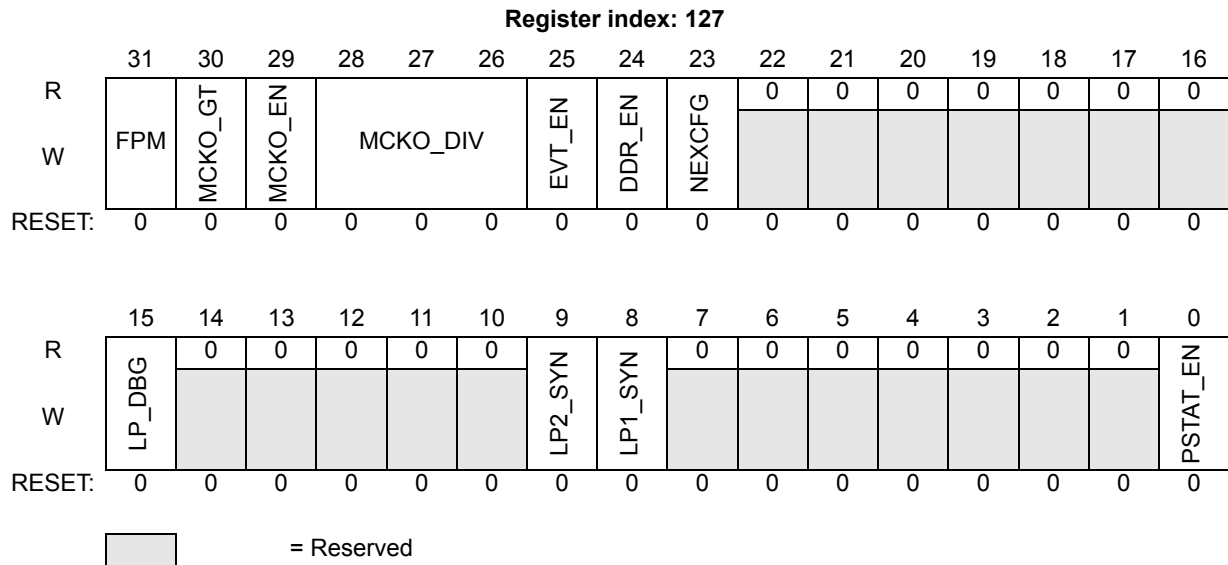 Register index: 127
31 30 29 28 27 26 25 24 23 22 21 20 19 18 17 16
R FPM MCKO_GT MCKO_EN MCKO_DIV EVT_EN DDR_EN NEXCFG 0 0 0 0 0 0 0
W
RESET: 0 0 0 0 0 0 0 0 0 0 0 0 0 0 0 0
15 14 13 12 11 10 9 8 7 6 5 4 3 2 1 0
R LP_DBG 0 0 0 0 0 LP2_SYN LP1_SYN 0 0 0 0 0 0 0 PSTAT_EN
W
RESET: 0 0 0 0 0 0 0 0 0 0 0 0 0 0 0 0
= Reserved